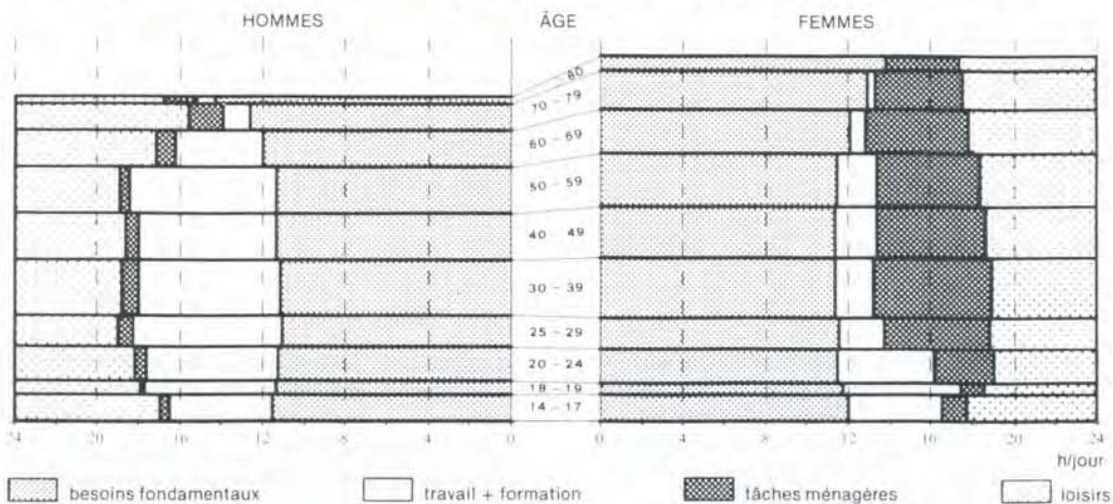 HOMMES ÂGE FEMMES
80
70 – 79
60 – 69
50 – 59
40 – 49
30 – 39
25 – 29
20 – 24
18 – 19
14 – 17
24 20 16 12 8 4 0 0 4 8 12 16 20 24
h/jour
besoins fondamentaux travail + formation tâches ménagères loisirs